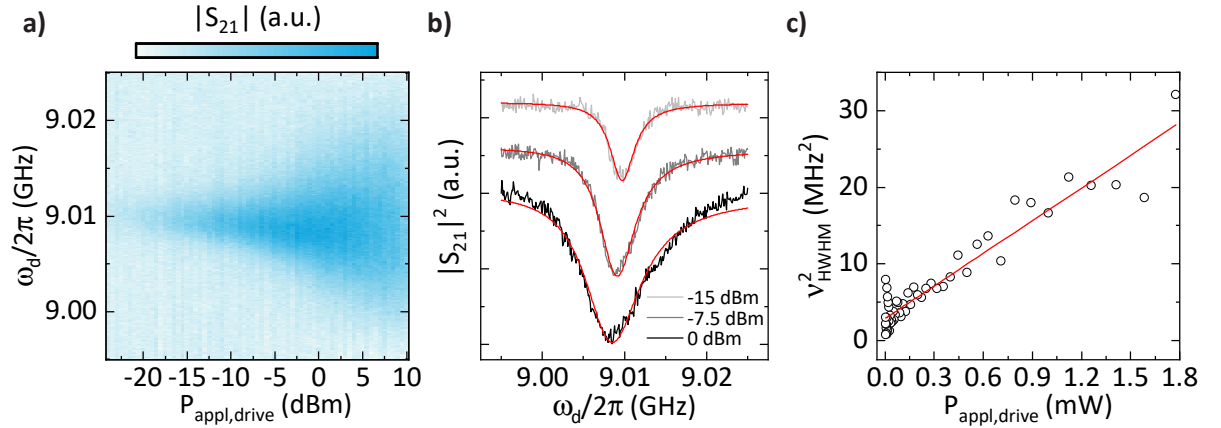 a)
|S21| (a.u.)
ωd/2π (GHz)
9.02
9.01
9.00
-20 -15 -10 -5 0 5 10
Pappl,drive (dBm)
b)
|S21|² (a.u.)
-15 dBm
-7.5 dBm
0 dBm
9.00 9.01 9.02
ωd/2π (GHz)
c)
ν²HWHM (MHz²)
30
20
10
0
0.0 0.3 0.6 0.9 1.2 1.5 1.8
Pappl,drive (mW)